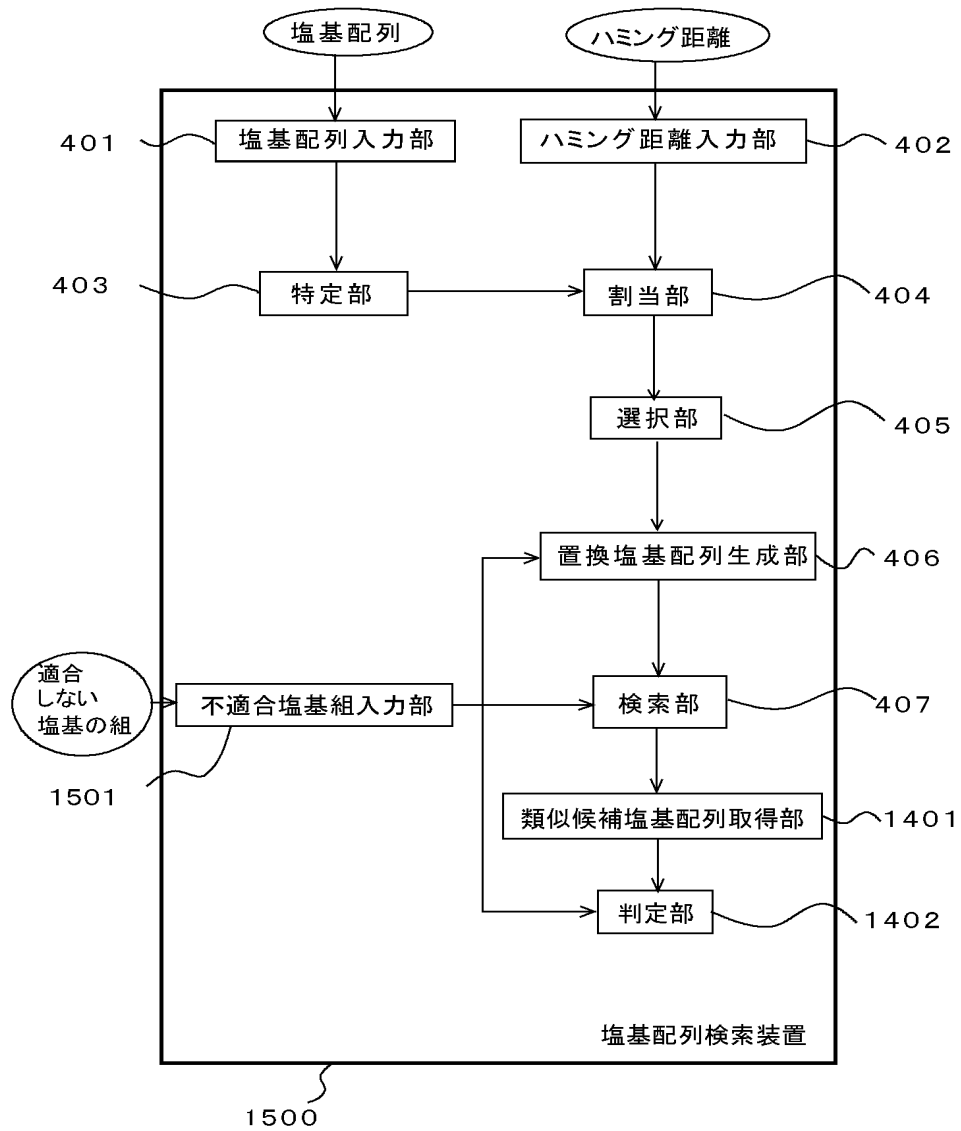 塩基配列
ハミング距離
401
塩基配列入力部
ハミング距離入力部
402
403
特定部
割当部
404
選択部
405
置換塩基配列生成部
406
適合
しない
塩基の組
不適合塩基組入力部
検索部
407
1501
類似候補塩基配列取得部
1401
判定部
1402
塩基配列検索装置
1500